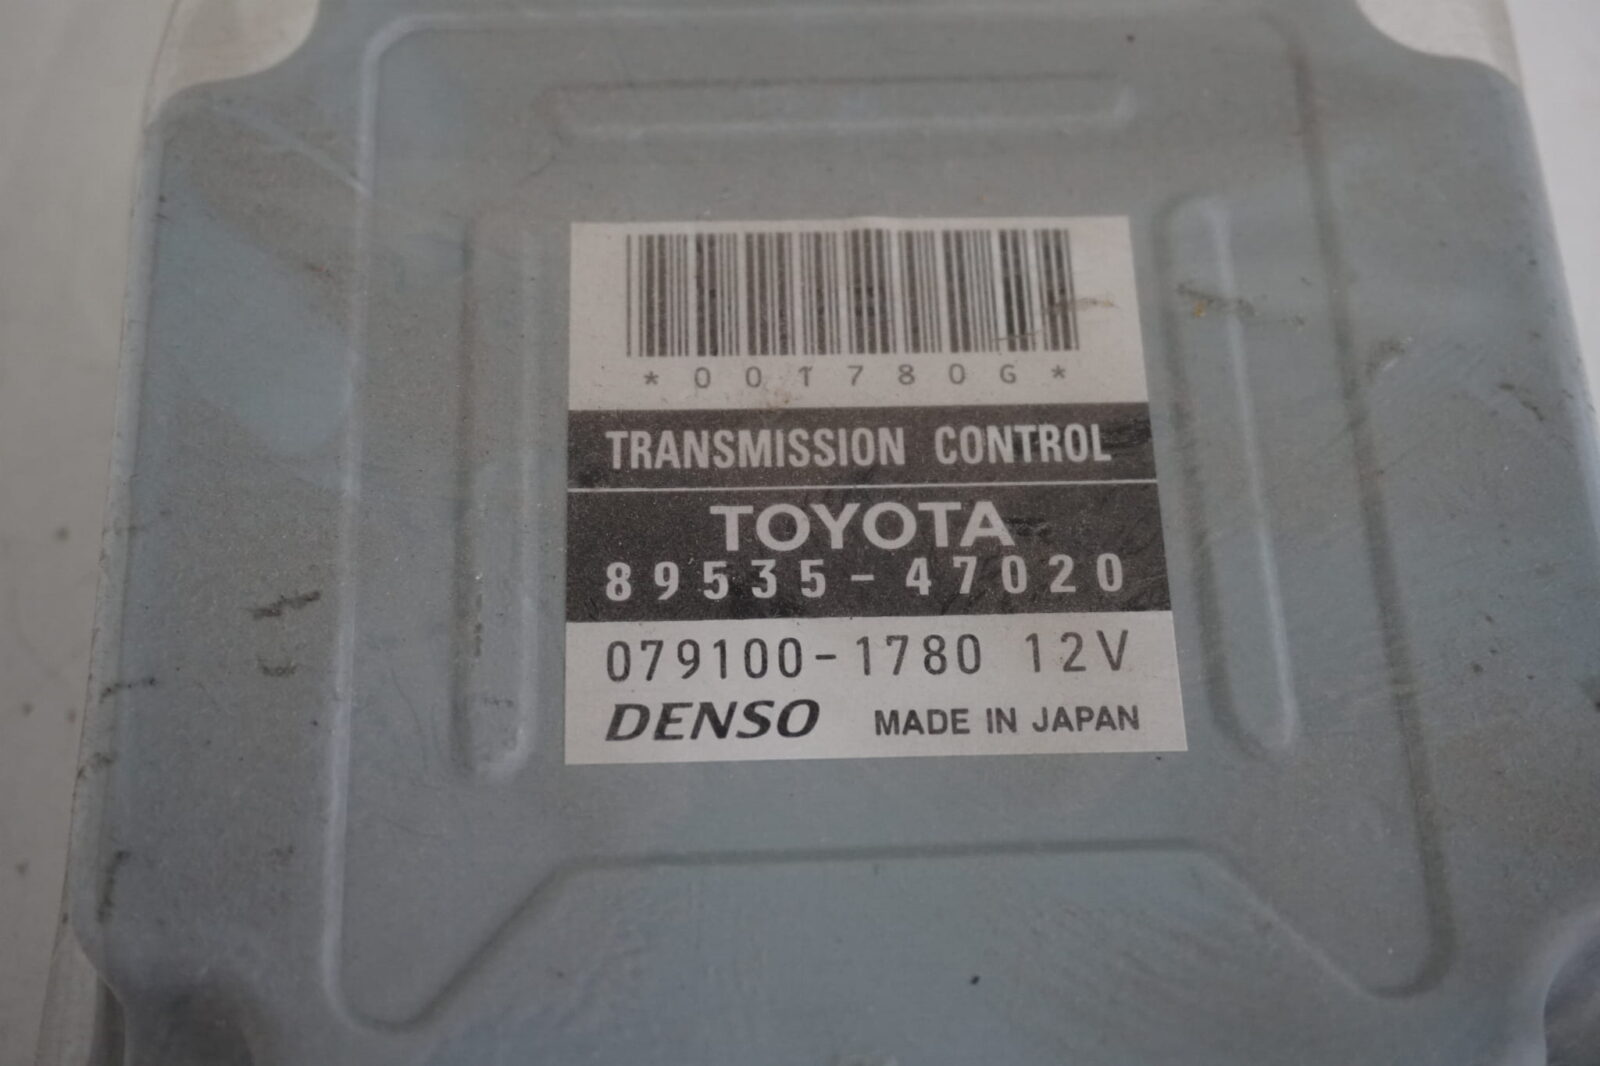 *001780G*
TRANSMISSION CONTROL
TOYOTA
89535-47020
079100-1780 12V
DENSO MADE IN JAPAN